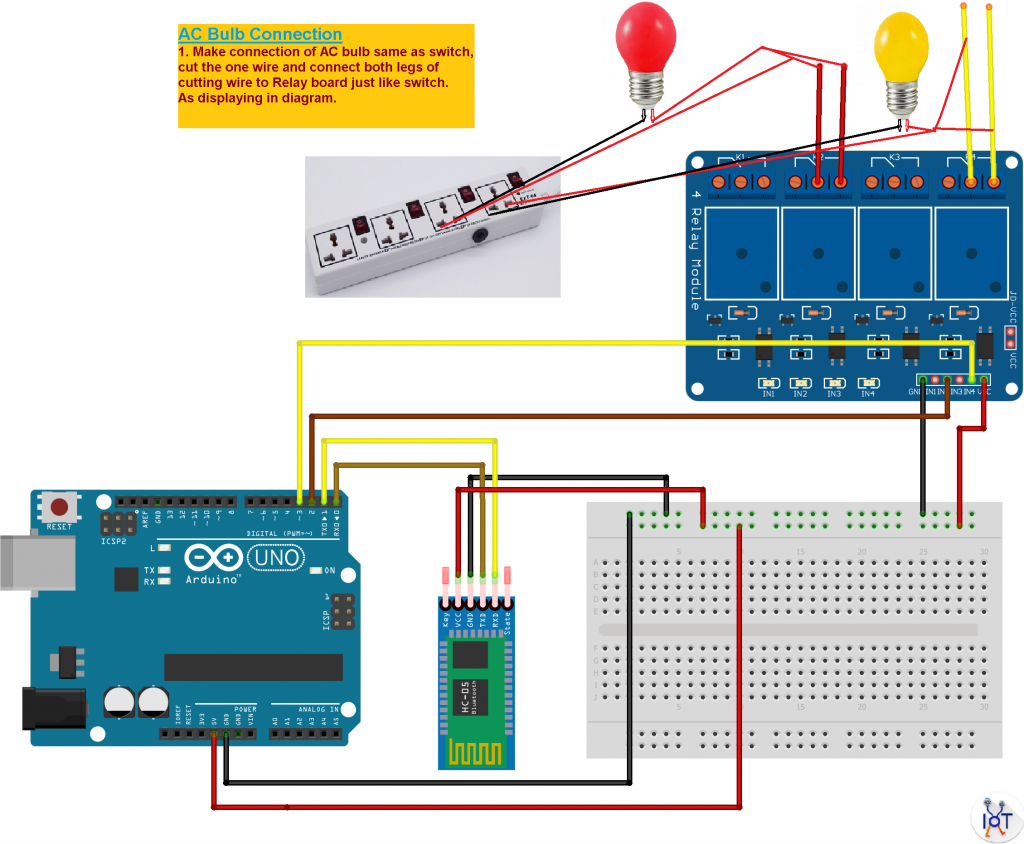 AC Bulb Connection
1. Make connection of AC bulb same as switch,
cut the one wire and connect both legs of
cutting wire to Relay board just like switch.
As displaying in diagram.
K1 K2 K3
4 Relay Module
JD-VCC
VCC
IN1 IN2 IN3 IN4
GND IN1 IN3 IN4 VCC
RESET
ICSP2
AREF
GND
13
12
~11
~10
~9
8
7
~6
~5
4
~3
2
TXD 1
RXD 0
DIGITAL (PWM=~)
L
TX
RX
Arduino™
UNO
ON
ICSP
1
POWER
ANALOG IN
IOREF
RESET
3V3
5V
GND
GND
VIN
A0
A1
A2
A3
A4
A5
Key
VCC
GND
TXD
RXD
State
HC-05
Bluetooth
5 10 15 20 25 30
A
B
C
D
E
F
G
H
I
J
5 10 15 20 25 30
IOT